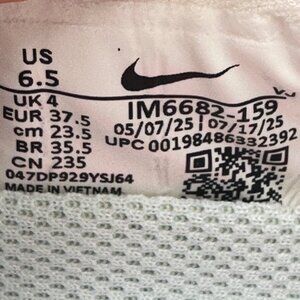 US
6.5
UK 4
EUR 37.5
cm 23.5
BR 35.5
CN 235
IM6682-159
05/07/25 | 07/17/25
UPC 00198486332392
047DP929YSJ64
MADE IN VIETNAM